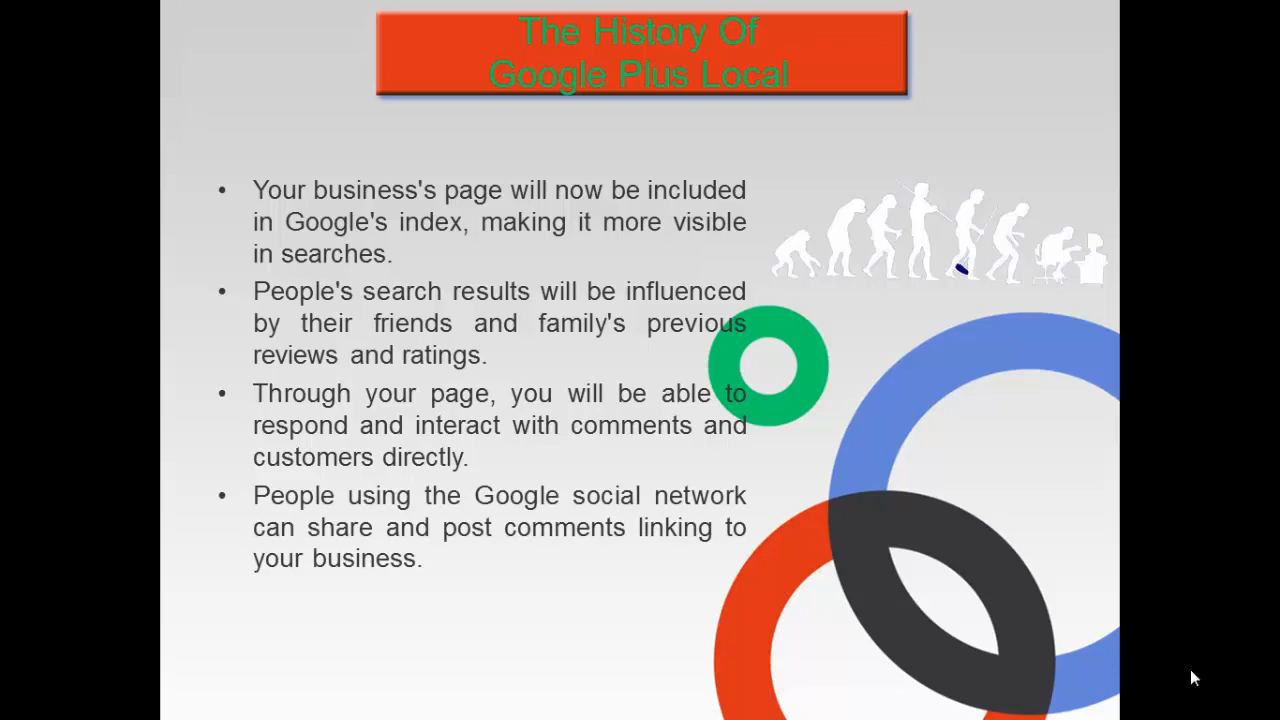 The History Of
Google Plus Local
• Your business's page will now be included
in Google's index, making it more visible
in searches.
• People's search results will be influenced
by their friends and family's previous
reviews and ratings.
• Through your page, you will be able to
respond and interact with comments and
customers directly.
• People using the Google social network
can share and post comments linking to
your business.